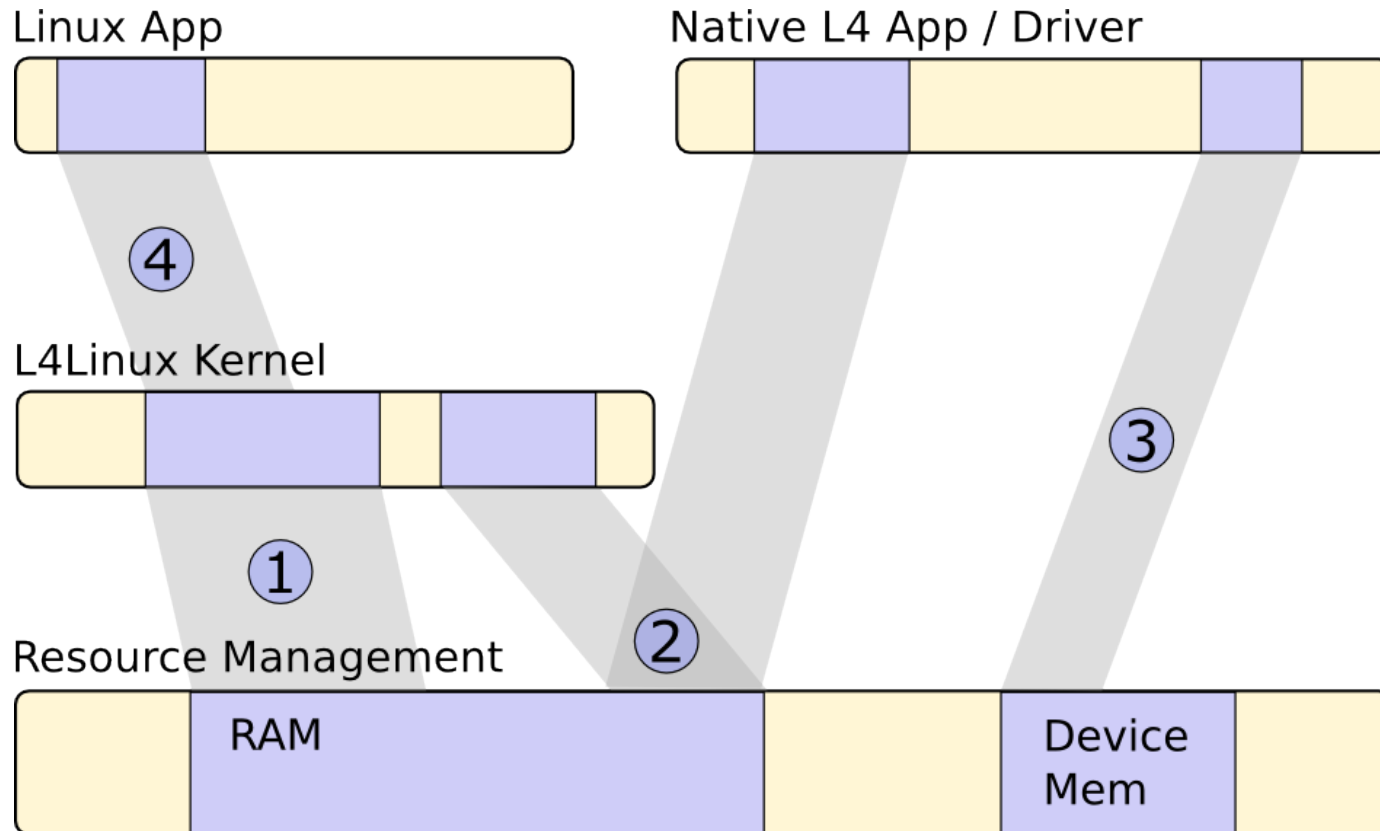 Linux App
Native L4 App / Driver
4
L4Linux Kernel
3
1
2
Resource Management
RAM
Device
Mem